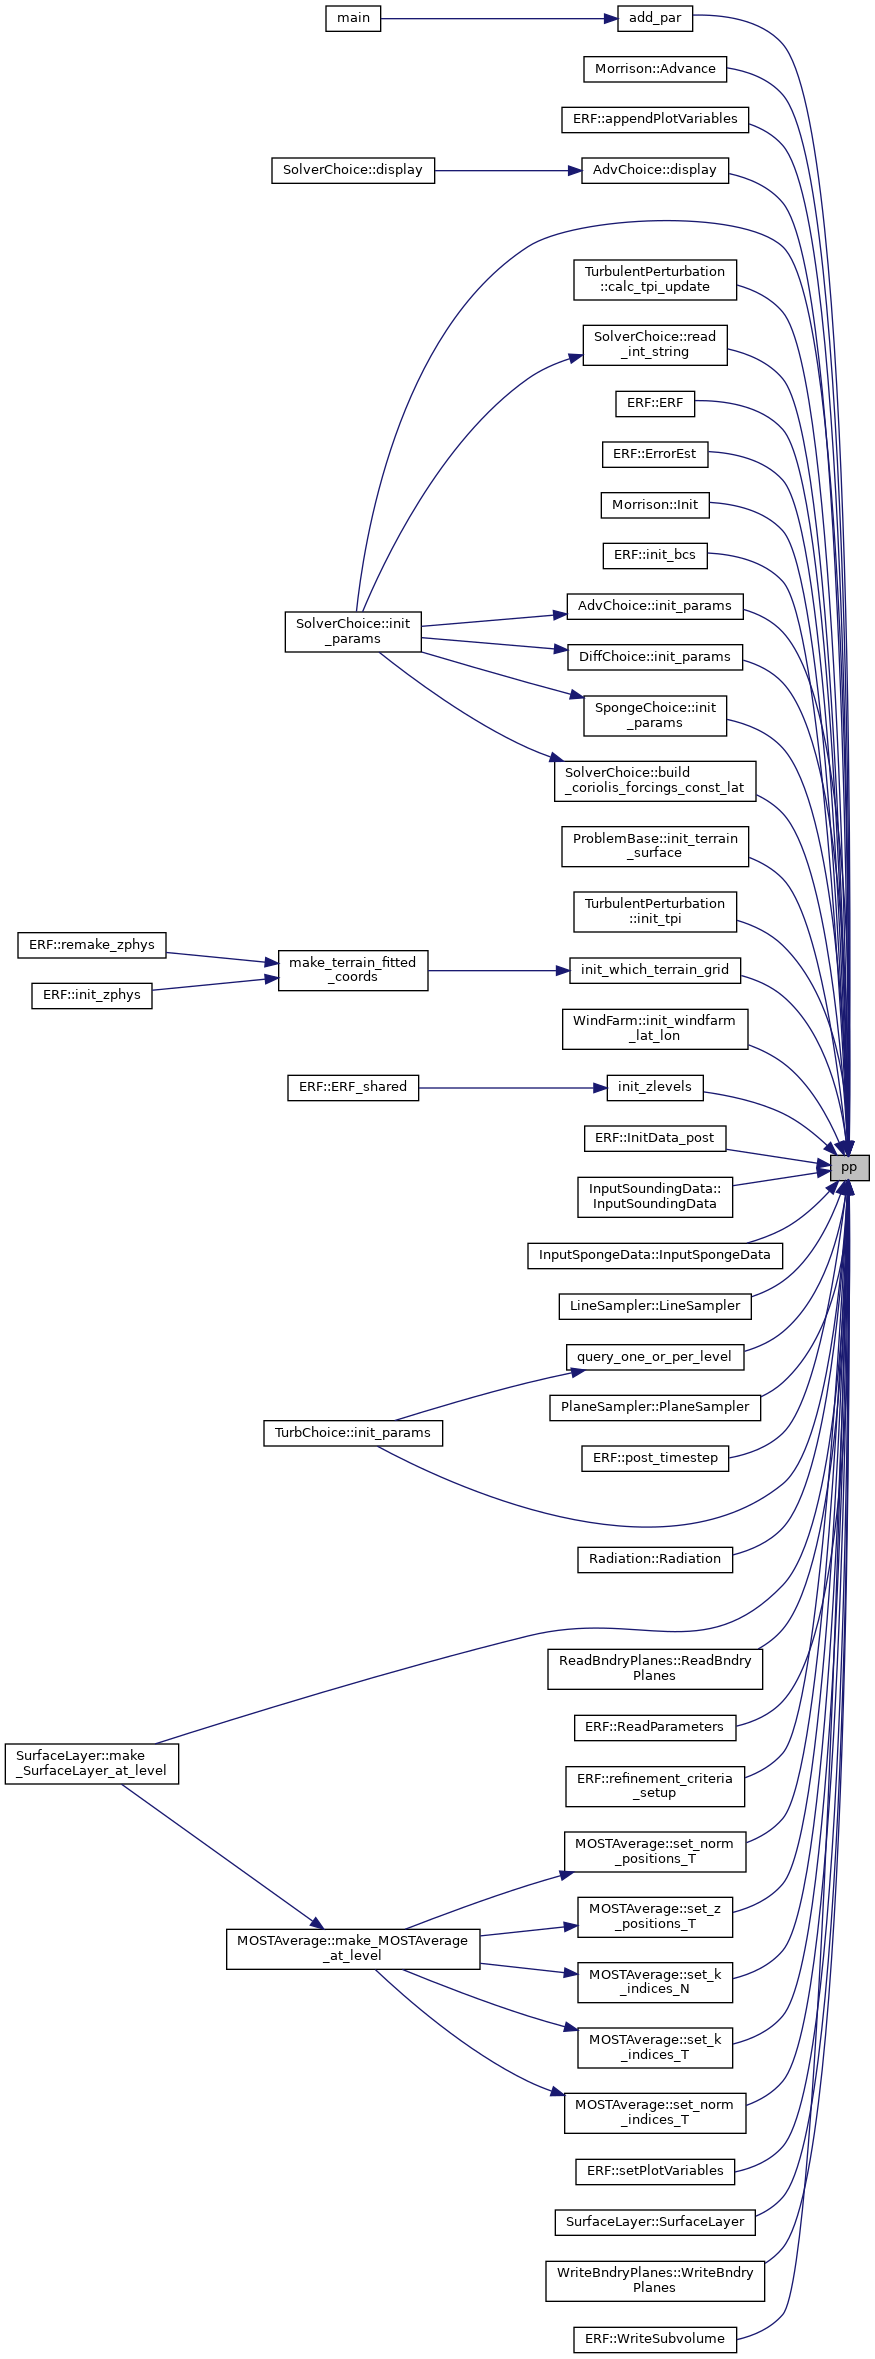 main
add_par
Morrison::Advance
ERF::appendPlotVariables
SolverChoice::display
AdvChoice::display
TurbulentPerturbation
::calc_tpi_update
SolverChoice::read
_int_string
ERF::ERF
ERF::ErrorEst
Morrison::Init
ERF::init_bcs
AdvChoice::init_params
SolverChoice::init
_params
DiffChoice::init_params
SpongeChoice::init
_params
SolverChoice::build
_coriolis_forcings_const_lat
ProblemBase::init_terrain
_surface
TurbulentPerturbation
::init_tpi
ERF::remake_zphys
make_terrain_fitted
_coords
init_which_terrain_grid
ERF::init_zphys
WindFarm::init_windfarm
_lat_lon
ERF::ERF_shared
init_zlevels
ERF::InitData_post
pp
InputSoundingData::
InputSoundingData
InputSpongeData::InputSpongeData
LineSampler::LineSampler
query_one_or_per_level
PlaneSampler::PlaneSampler
TurbChoice::init_params
ERF::post_timestep
Radiation::Radiation
ReadBndryPlanes::ReadBndry
Planes
ERF::ReadParameters
SurfaceLayer::make
_SurfaceLayer_at_level
ERF::refinement_criteria
_setup
MOSTAverage::set_norm
_positions_T
MOSTAverage::set_z
_positions_T
MOSTAverage::make_MOSTAverage
_at_level
MOSTAverage::set_k
_indices_N
MOSTAverage::set_k
_indices_T
MOSTAverage::set_norm
_indices_T
ERF::setPlotVariables
SurfaceLayer::SurfaceLayer
WriteBndryPlanes::WriteBndry
Planes
ERF::WriteSubvolume